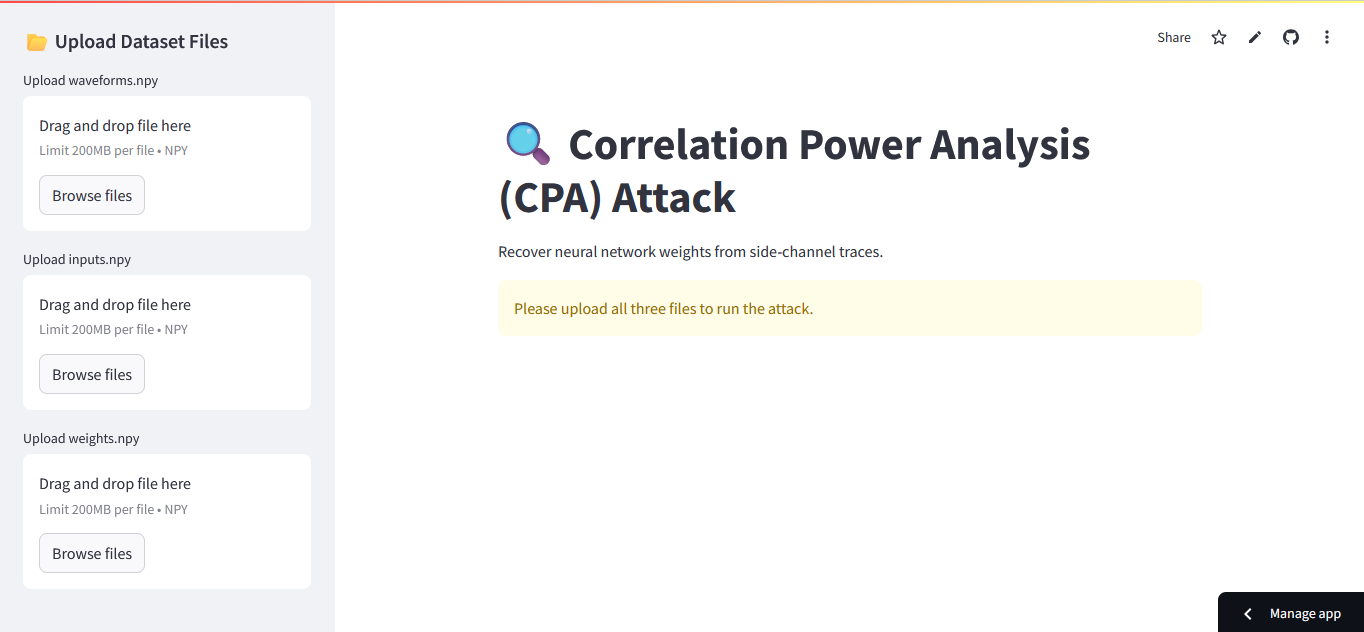 Upload Dataset Files
Upload waveforms.npy
Drag and drop file here
Limit 200MB per file • NPY
Browse files
Upload inputs.npy
Drag and drop file here
Limit 200MB per file • NPY
Browse files
Upload weights.npy
Drag and drop file here
Limit 200MB per file • NPY
Browse files
Share
Correlation Power Analysis
(CPA) Attack
Recover neural network weights from side-channel traces.
Please upload all three files to run the attack.
Manage app